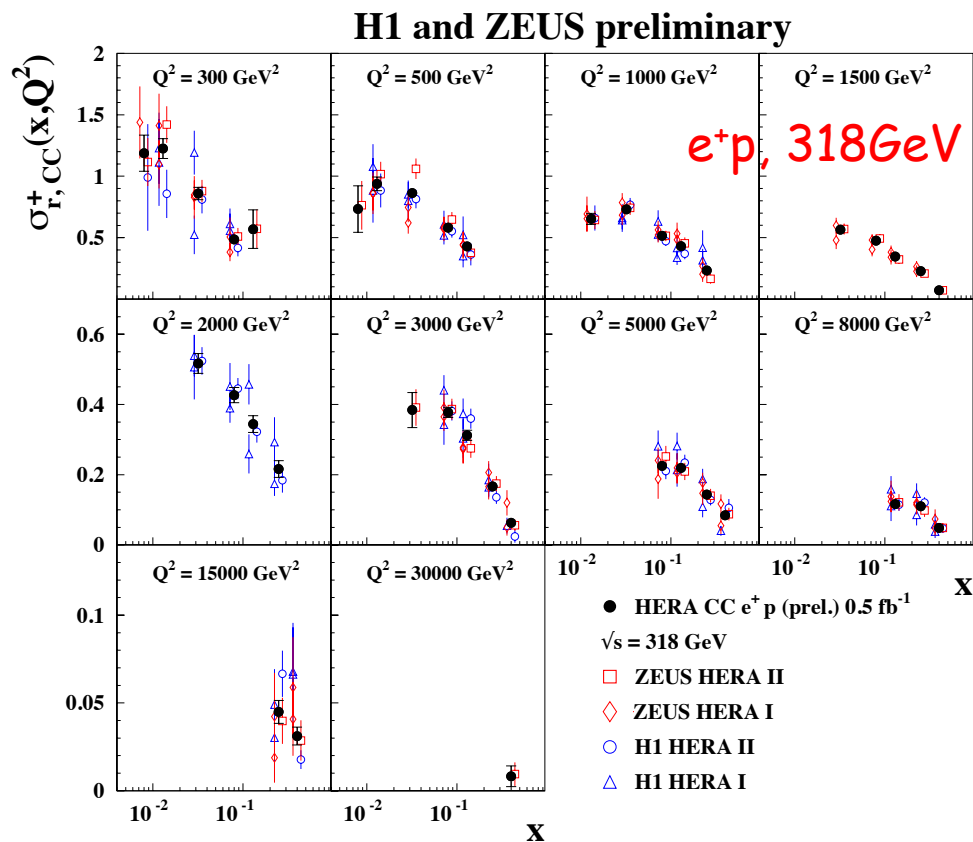 H1 and ZEUS preliminary
σ⁺r,CC(x,Q²)
Q² = 300 GeV²
Q² = 500 GeV²
Q² = 1000 GeV²
Q² = 1500 GeV²
e⁺p, 318GeV
2
1.5
1
0.5
Q² = 2000 GeV²
Q² = 3000 GeV²
Q² = 5000 GeV²
Q² = 8000 GeV²
0.6
0.4
0.2
0
10⁻² 10⁻¹ 10⁻² 10⁻¹
x
Q² = 15000 GeV²
Q² = 30000 GeV²
0.1
0.05
0
10⁻² 10⁻¹ 10⁻² 10⁻¹
x
HERA CC e⁺ p (prel.) 0.5 fb⁻¹
√s = 318 GeV
ZEUS HERA II
ZEUS HERA I
H1 HERA II
H1 HERA I